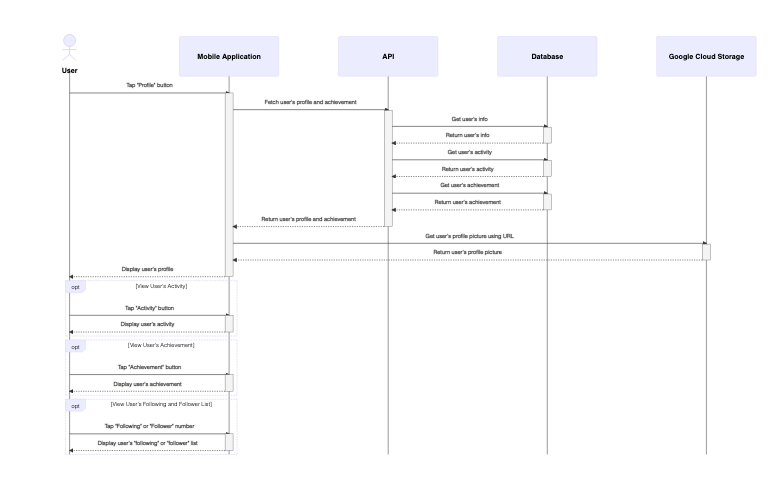 Mobile Application
API
Database
Google Cloud Storage
User
Tap "Profile" button
Fetch user's profile and achievement
Get user's info
Return user's info
Get user's activity
Return user's activity
Get user's achievement
Return user's achievement
Return user's profile and achievement
Get user's profile picture using URL
Return user's profile picture
Display user's profile
opt
[View User's Activity]
Tap "Activity" button
Display user's activity
opt
[View User's Achievement]
Tap "Achievement" button
Display user's achievement
opt
[View User's Following and Follower List]
Tap "Following" or "Follower" number
Display user's "following" or "follower" list